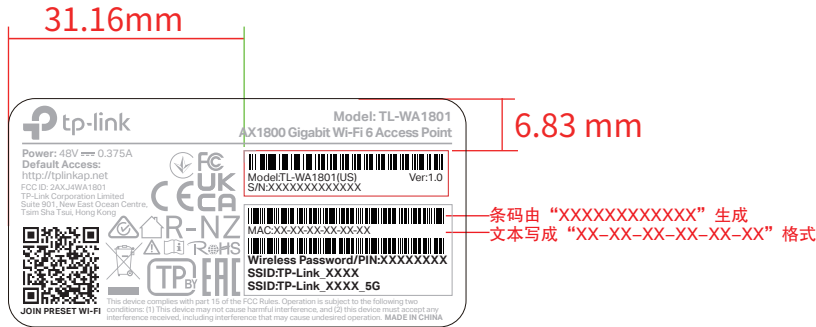 31.16mm
6.83 mm
tp-link
Model: TL-WA1801
AX1800 Gigabit Wi-Fi 6 Access Point
Power: 48V 0.375A
Default Access:
http://tplinkap.net
FCC ID: 2AXJ4WA1801
TP-Link Corporation Limited
Suite 901, New East Ocean Centre,
Tsim Sha Tsui, Hong Kong
FC
CE
UK
CA
R-NZ
RoHS
TP BY
EAC
JOIN PRESET WI-FI
Model:TL-WA1801(US) Ver:1.0
S/N:XXXXXXXXXXXXX
MAC:XX-XX-XX-XX-XX-XX
Wireless Password/PIN:XXXXXXXX
SSID:TP-Link_XXXX
SSID:TP-Link_XXXX_5G
条码由“XXXXXXXXXXXX”生成
文本写成“XX-XX-XX-XX-XX-XX”格式
This device complies with part 15 of the FCC Rules. Operation is subject to the following two
conditions: (1) This device may not cause harmful interference, and (2) this device must accept any
interference received, including interference that may cause undesired operation. MADE IN CHINA